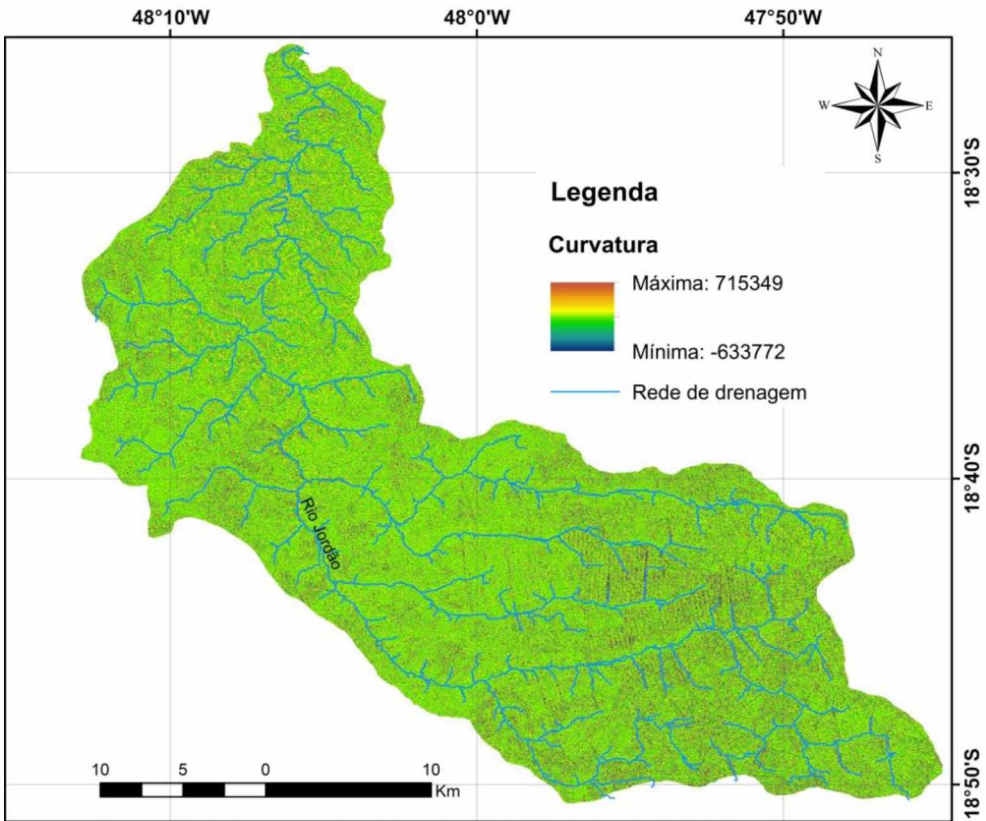 48°10'W 48°0'W 47°50'W
N
W E
S
18°30'S
Legenda
Curvatura
Máxima: 715349
Mínima: -633772
Rede de drenagem
18°40'S
Rio Jordão
18°50'S
10 5 0 10
Km